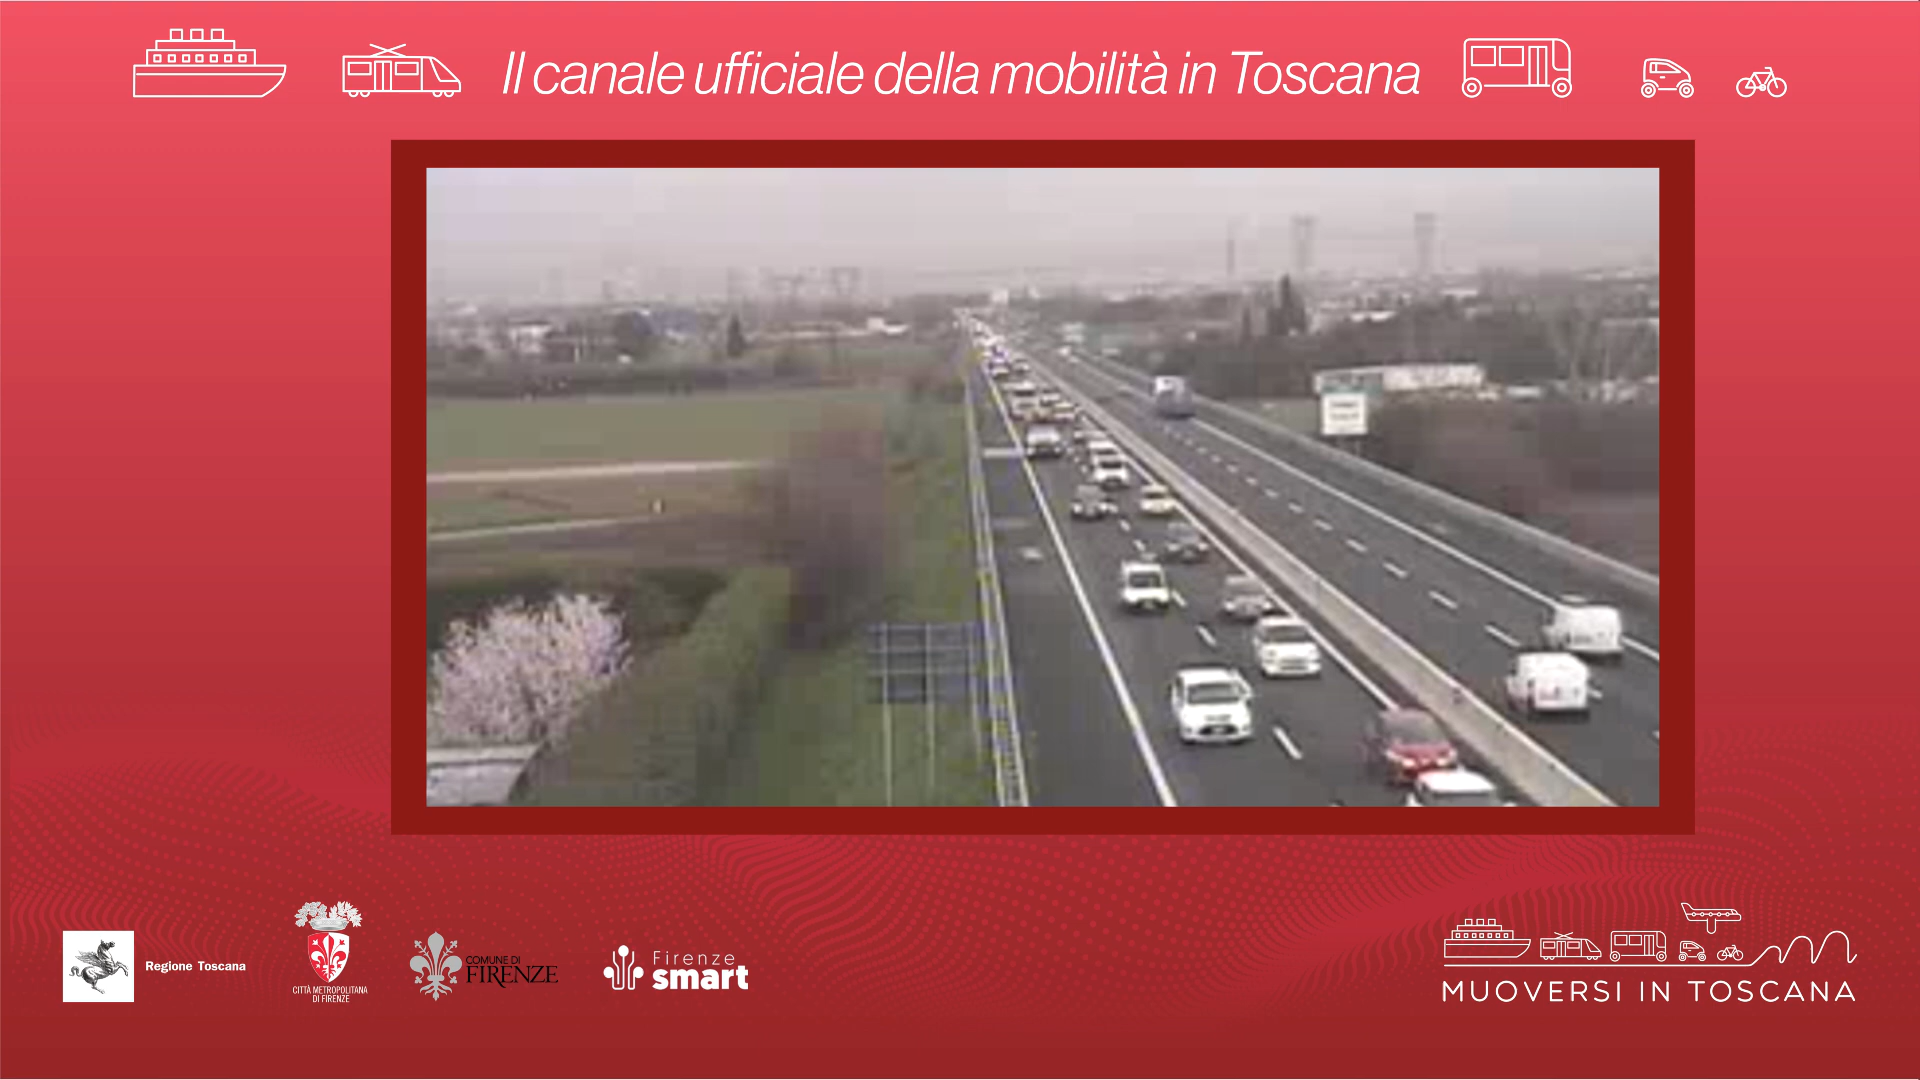 Il canale ufficiale della mobilità in Toscana
Regione Toscana
CITTÀ METROPOLITANA
DI FIRENZE
COMUNE DI
FIRENZE
Firenze
smart
MUOVERSI IN TOSCANA